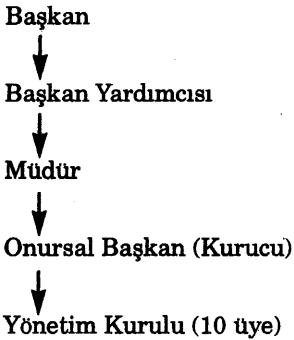 Başkan
Başkan Yardımcısı
Müdür
Onursal Başkan (Kurucu)
Yönetim Kurulu (10 üye)